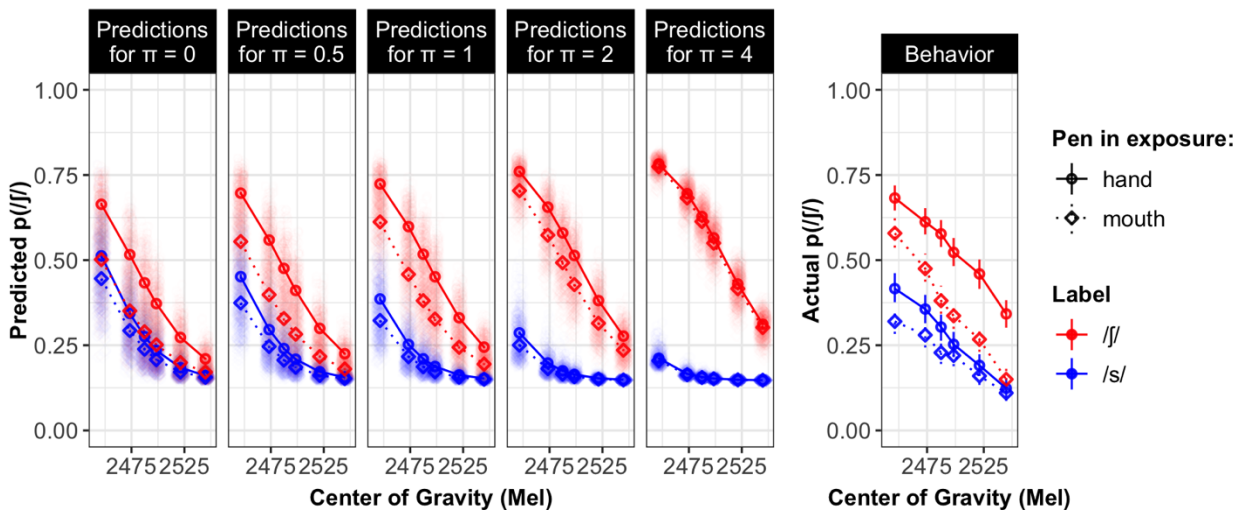 Predictions for π = 0
Predictions for π = 0.5
Predictions for π = 1
Predictions for π = 2
Predictions for π = 4
Behavior
Predicted p(/ʃ/)
1.00
0.75
0.50
0.25
0.00
2475 2525
2475 2525
2475 2525
2475 2525
2475 2525
Center of Gravity (Mel)
Actual p(/ʃ/)
1.00
0.75
0.50
0.25
0.00
2475 2525
Center of Gravity (Mel)
Pen in exposure:
hand
mouth
Label
/ʃ/
/s/